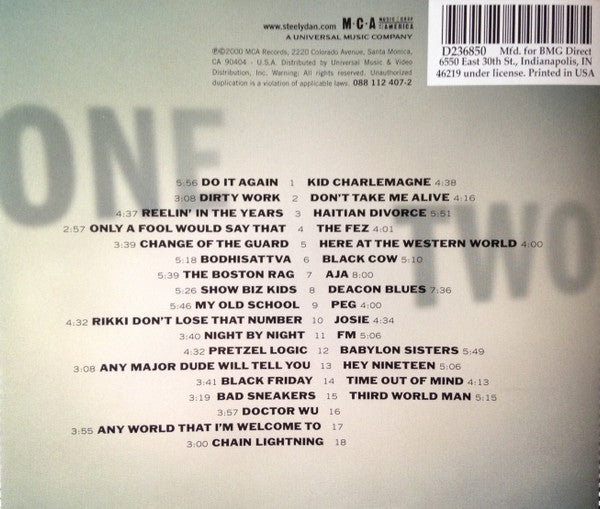 www.steelydan.com M·C·A MUSIC CORP OF AMERICA
A UNIVERSAL MUSIC COMPANY
℗©2000 MCA Records, 2220 Colorado Avenue, Santa Monica,
CA 90404 - U.S.A. Distributed by Universal Music & Video
Distribution, Inc. Warning: All rights reserved. Unauthorized
duplication is a violation of applicable laws. 088 112 407-2
D236850 Mfd. for BMG Direct
6550 East 30th St., Indianapolis, IN
46219 under license. Printed in USA
ONE
TWO
5:56 DO IT AGAIN 1 KID CHARLEMAGNE 4:38
3:08 DIRTY WORK 2 DON'T TAKE ME ALIVE 4:16
4:37 REELIN' IN THE YEARS 3 HAITIAN DIVORCE 5:51
2:57 ONLY A FOOL WOULD SAY THAT 4 THE FEZ 4:01
3:39 CHANGE OF THE GUARD 5 HERE AT THE WESTERN WORLD 4:00
5:18 BODHISATTVA 6 BLACK COW 5:10
5:39 THE BOSTON RAG 7 AJA 8:00
5:26 SHOW BIZ KIDS 8 DEACON BLUES 7:36
5:46 MY OLD SCHOOL 9 PEG 4:00
4:32 RIKKI DON'T LOSE THAT NUMBER 10 JOSIE 4:34
3:40 NIGHT BY NIGHT 11 FM 5:06
4:32 PRETZEL LOGIC 12 BABYLON SISTERS 5:49
3:08 ANY MAJOR DUDE WILL TELL YOU 13 HEY NINETEEN 5:06
3:41 BLACK FRIDAY 14 TIME OUT OF MIND 4:13
3:19 BAD SNEAKERS 15 THIRD WORLD MAN 5:15
3:57 DOCTOR WU 16
3:55 ANY WORLD THAT I'M WELCOME TO 17
3:00 CHAIN LIGHTNING 18